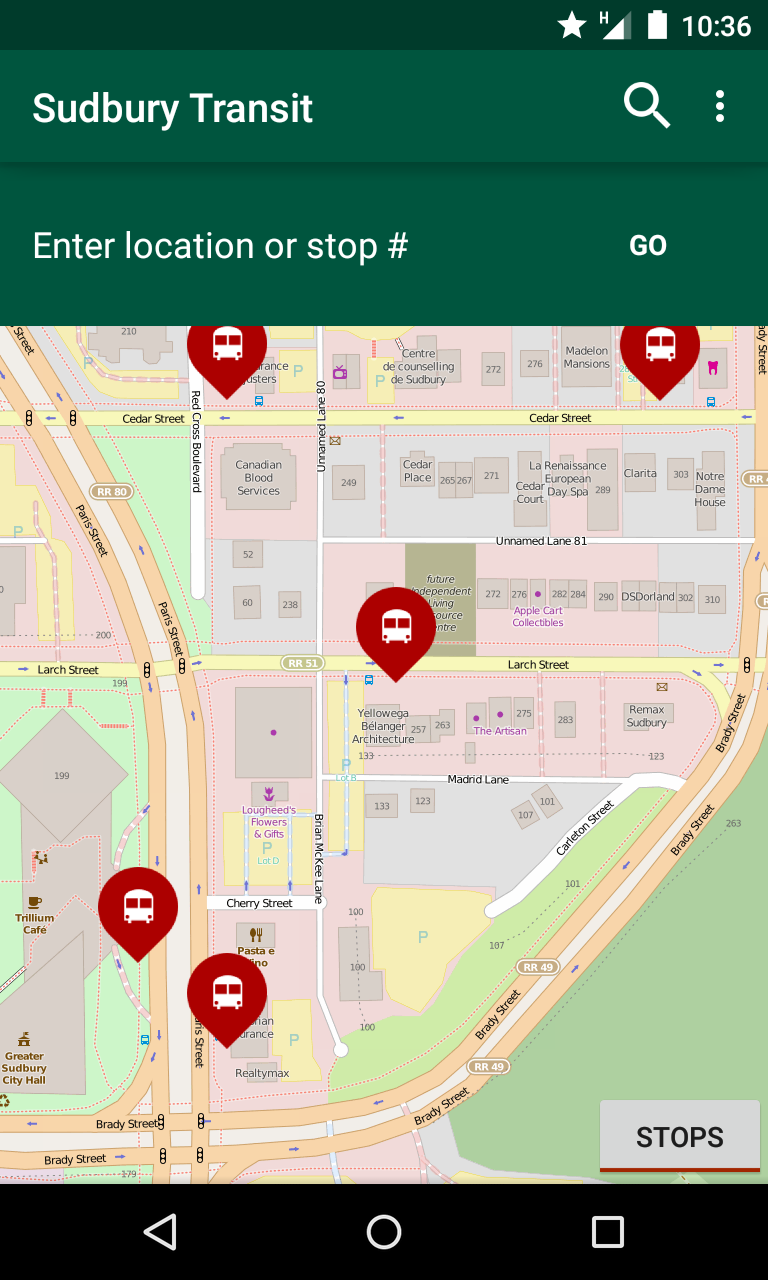 H
10:36
Sudbury Transit
Enter location or stop #
GO
210
P
P
P
Centre
de counselling
de Sudbury
272
276
Madelon
Mansions
Cedar Street
Cedar Street
Red Cross Boulevard
Unnamed Lane 80
Canadian
Blood
Services
249
Cedar
Place
265
267
271
Cedar
Court
La Renaissance
European
Day Spa
289
Clarita
303
Notre
Dame
House
RR 80
Paris Street
P
Unnamed Lane 81
52
60
238
future
Independent
Living
272
276
282
284
290
DSDorland
302
310
Apple Cart
Collectibles
Paris Street
200
Larch Street
RR 51
Larch Street
199
Yellowega
Bélanger
Architecture
257
263
The Artisan
275
283
Remax
Sudbury
Brady Street
133
123
P
Lot B
Madrid Lane
199
133
123
107
101
Lougheed's
Flowers
& Gifts
P
Lot D
Brian McKee Lane
Carleton Street
Brady Street
263
101
Trillium
Café
Cherry Street
100
P
107
Pasta e
100
RR 49
Brady Street
100
P
Realtymax
Greater
Sudbury
City Hall
RR 49
Brady Street
Brady Street
Brady Street
179
STOPS